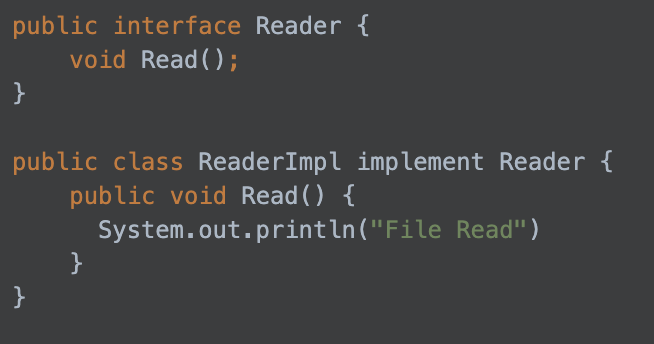 public interface Reader {
    void Read();
}

public class ReaderImpl implement Reader {
    public void Read() {
      System.out.println("File Read")
    }
}